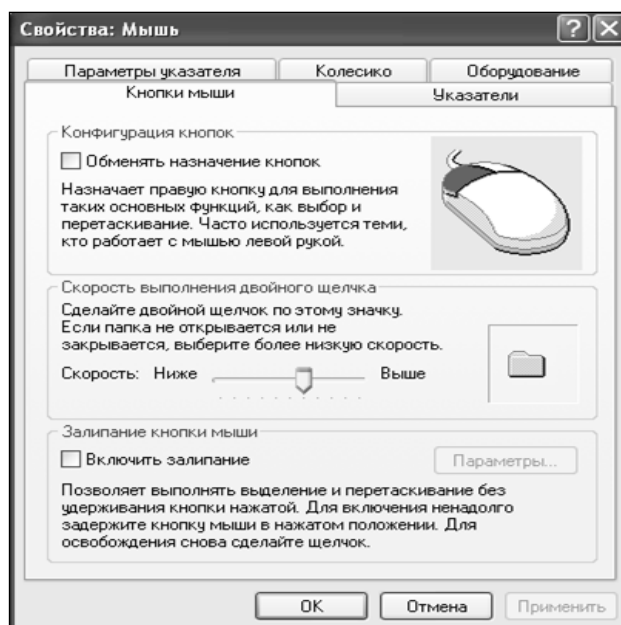 Свойства: Мышь
Параметры указателя Колесико Оборудование
Кнопки мыши Указатели
Конфигурация кнопок
Обменять назначение кнопок
Назначает правую кнопку для выполнения
таких основных функций, как выбор и
перетаскивание. Часто используется теми,
кто работает с мышью левой рукой.
Скорость выполнения двойного щелчка
Сделайте двойной щелчок по этому значку.
Если папка не открывается или не
закрывается, выберите более низкую скорость.
Скорость: Ниже Выше
Залипание кнопки мыши
Включить залипание Параметры...
Позволяет выполнять выделение и перетаскивание без
удерживания кнопки нажатой. Для включения ненадолго
задержите кнопку мыши в нажатом положении. Для
освобождения снова сделайте щелчок.
OK Отмена Применить